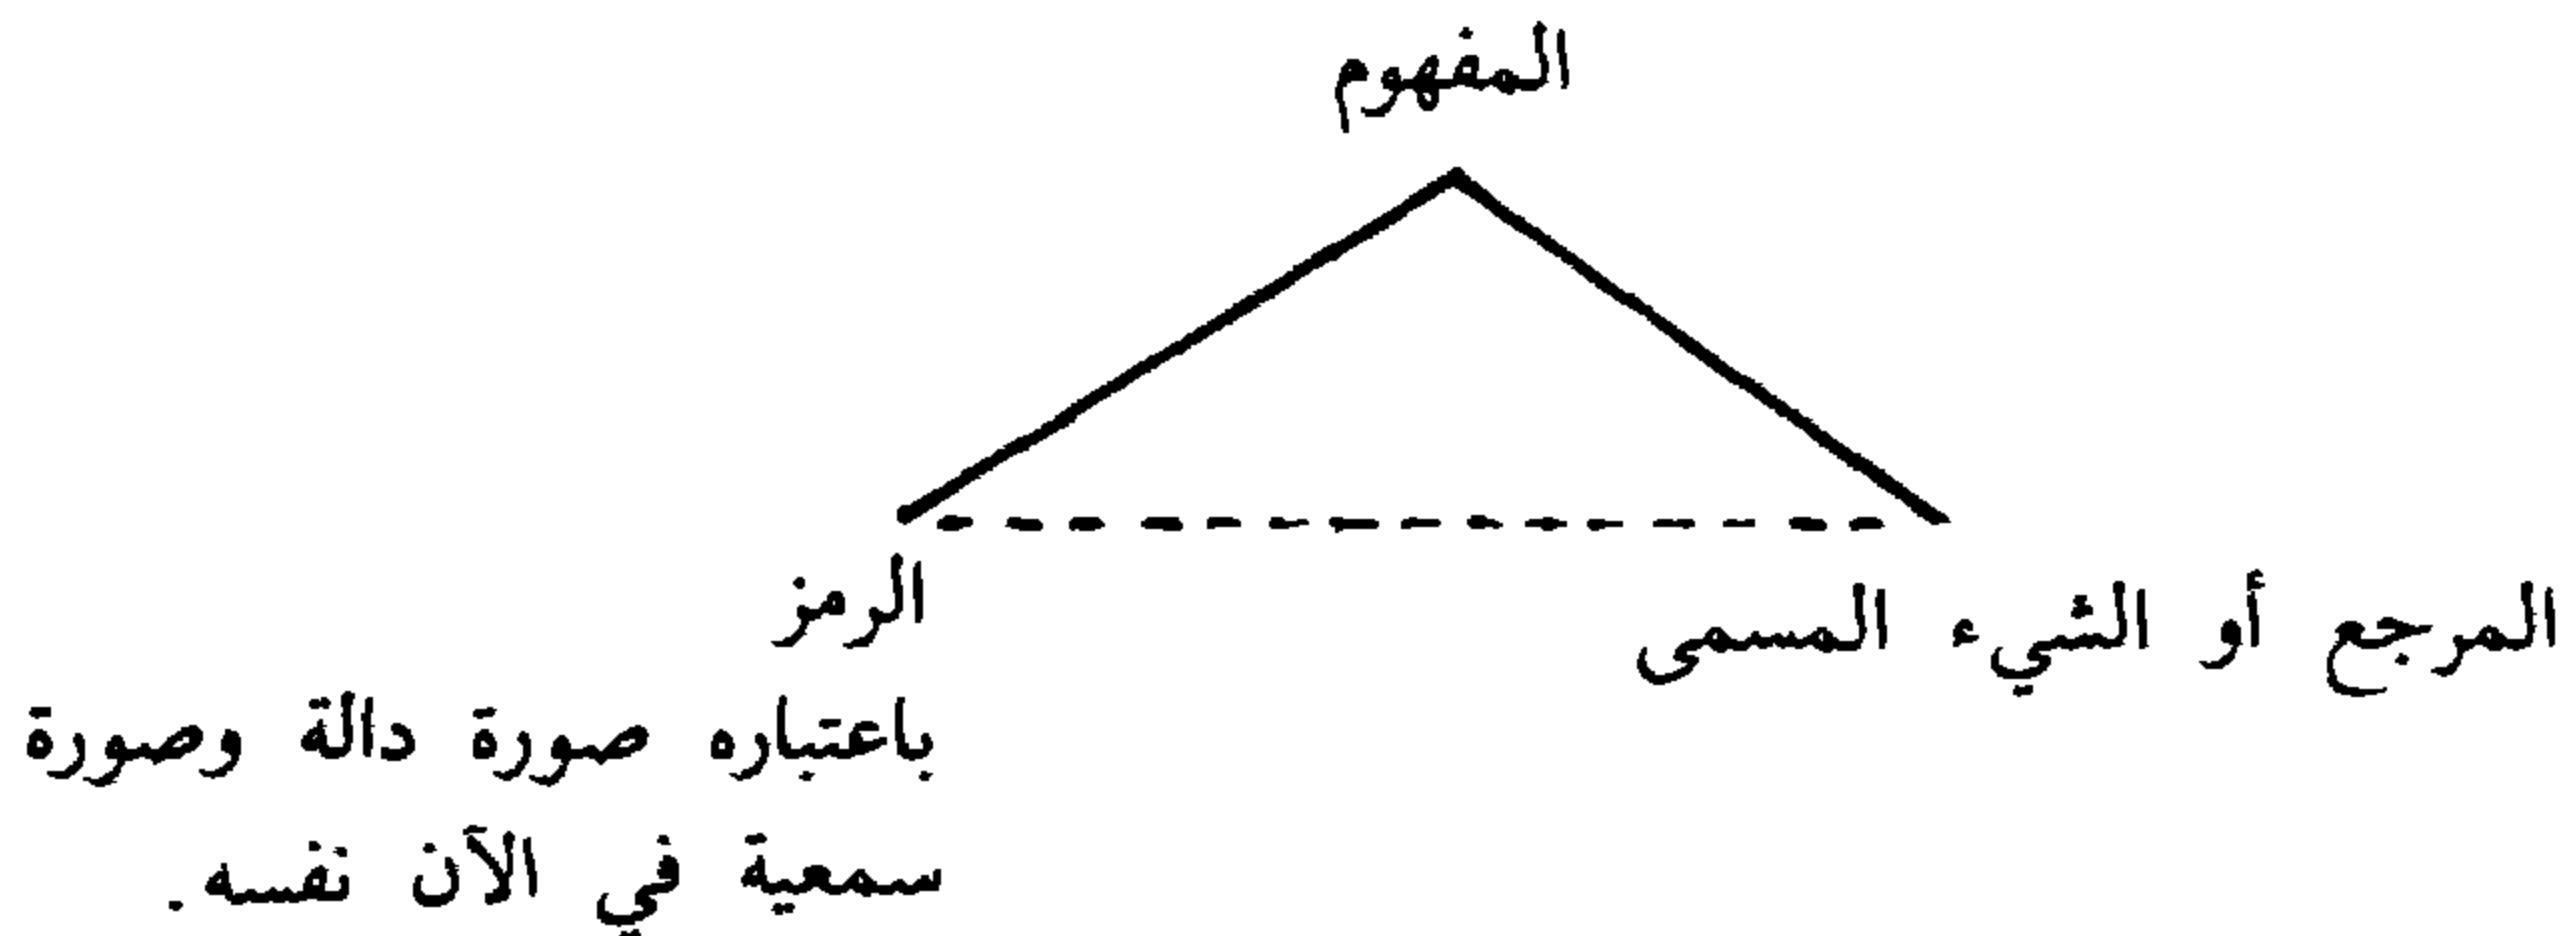 المفهوم
المرجع أو الشيء المسمى
الرمز
باعتباره صورة دالة وصورة
سمعية في الآن نفسه.